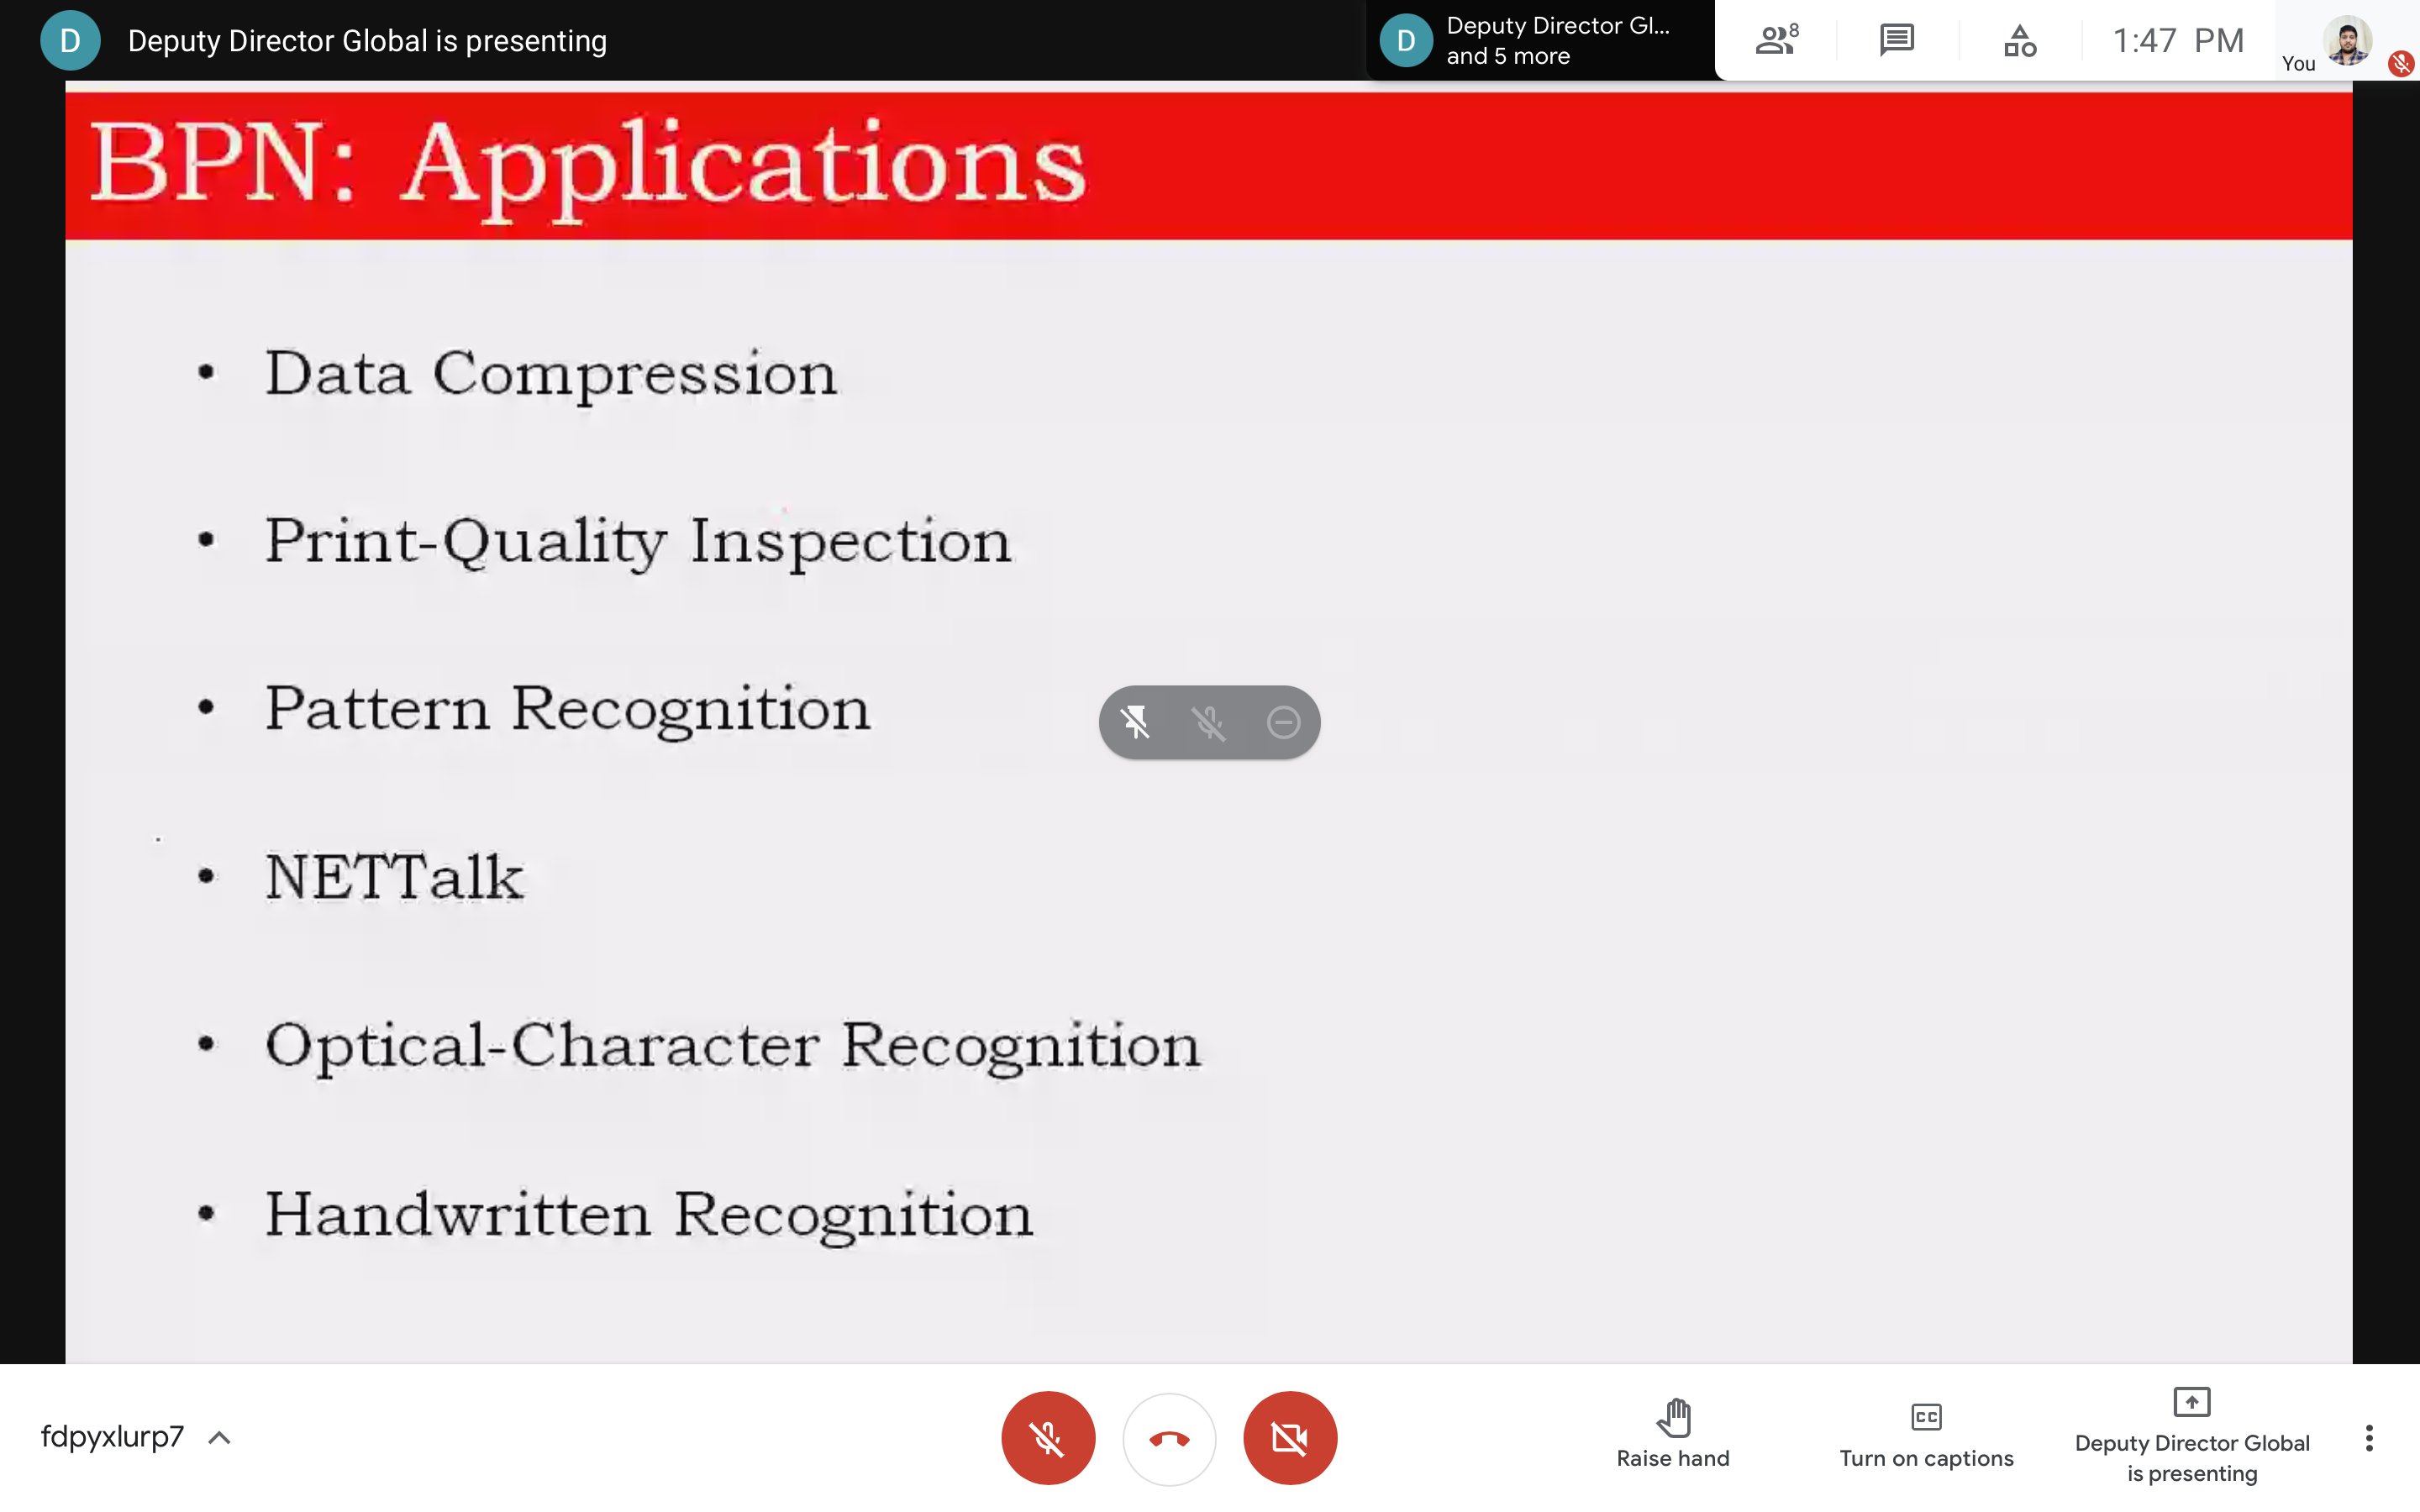 D Deputy Director Global is presenting
D Deputy Director Gl...
and 5 more
8
1:47 PM
You
BPN: Applications
• Data Compression
• Print-Quality Inspection
• Pattern Recognition
• NETTalk
• Optical-Character Recognition
• Handwritten Recognition
fdpyxlurp7
Raise hand
CC
Turn on captions
Deputy Director Global
is presenting